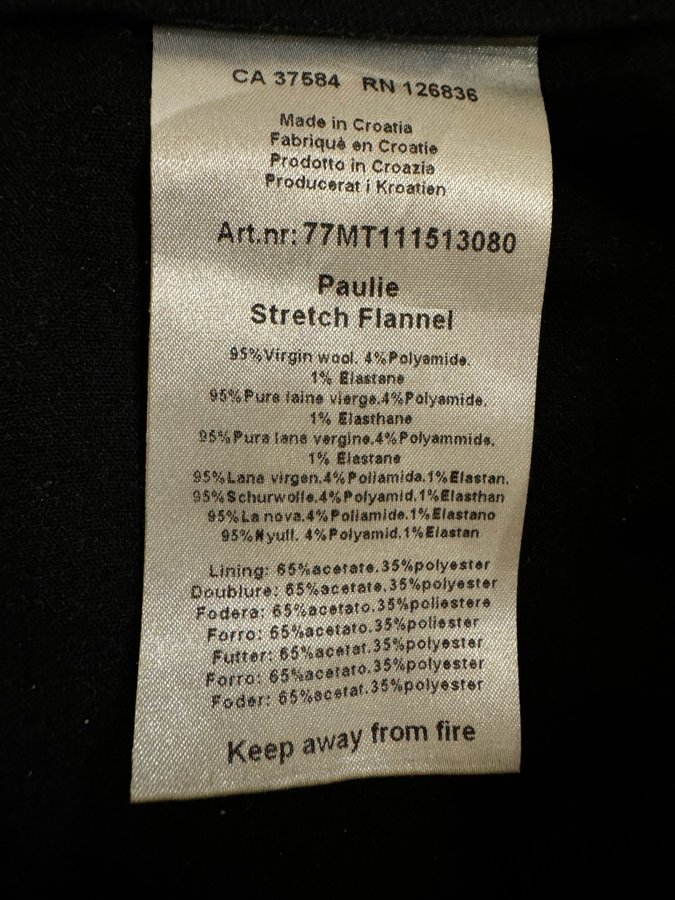 CA 37584 RN 126836
Made in Croatia
Fabriquè en Croatie
Prodotto in Croazia
Producerat i Kroatien
Art.nr: 77MT111513080
Paulie
Stretch Flannel
95%Virgin wool. 4%Polyamide.
1% Elastane
95%Pure laine vierge.4%Polyamide.
1% Elasthane
95%Pura lana vergine.4%Polyammide.
1% Elastane
95%Lana virgen.4%Poliamida.1%Elastan.
95%Schurwolle.4%Polyamid.1%Elasthan
95%La nova.4%Poliamide.1%Elastano
95%Nyull. 4%Polyamid.1%Elastan
Lining: 65%acetate.35%polyester
Doublure: 65%acetate.35%polyester
Fodera: 65%acetato.35%poliestere
Forro: 65%acetato.35%poliester
Futter: 65%acetat.35%polyester
Forro: 65%acetato.35%polyester
Foder: 65%acetat.35%polyester
Keep away from fire